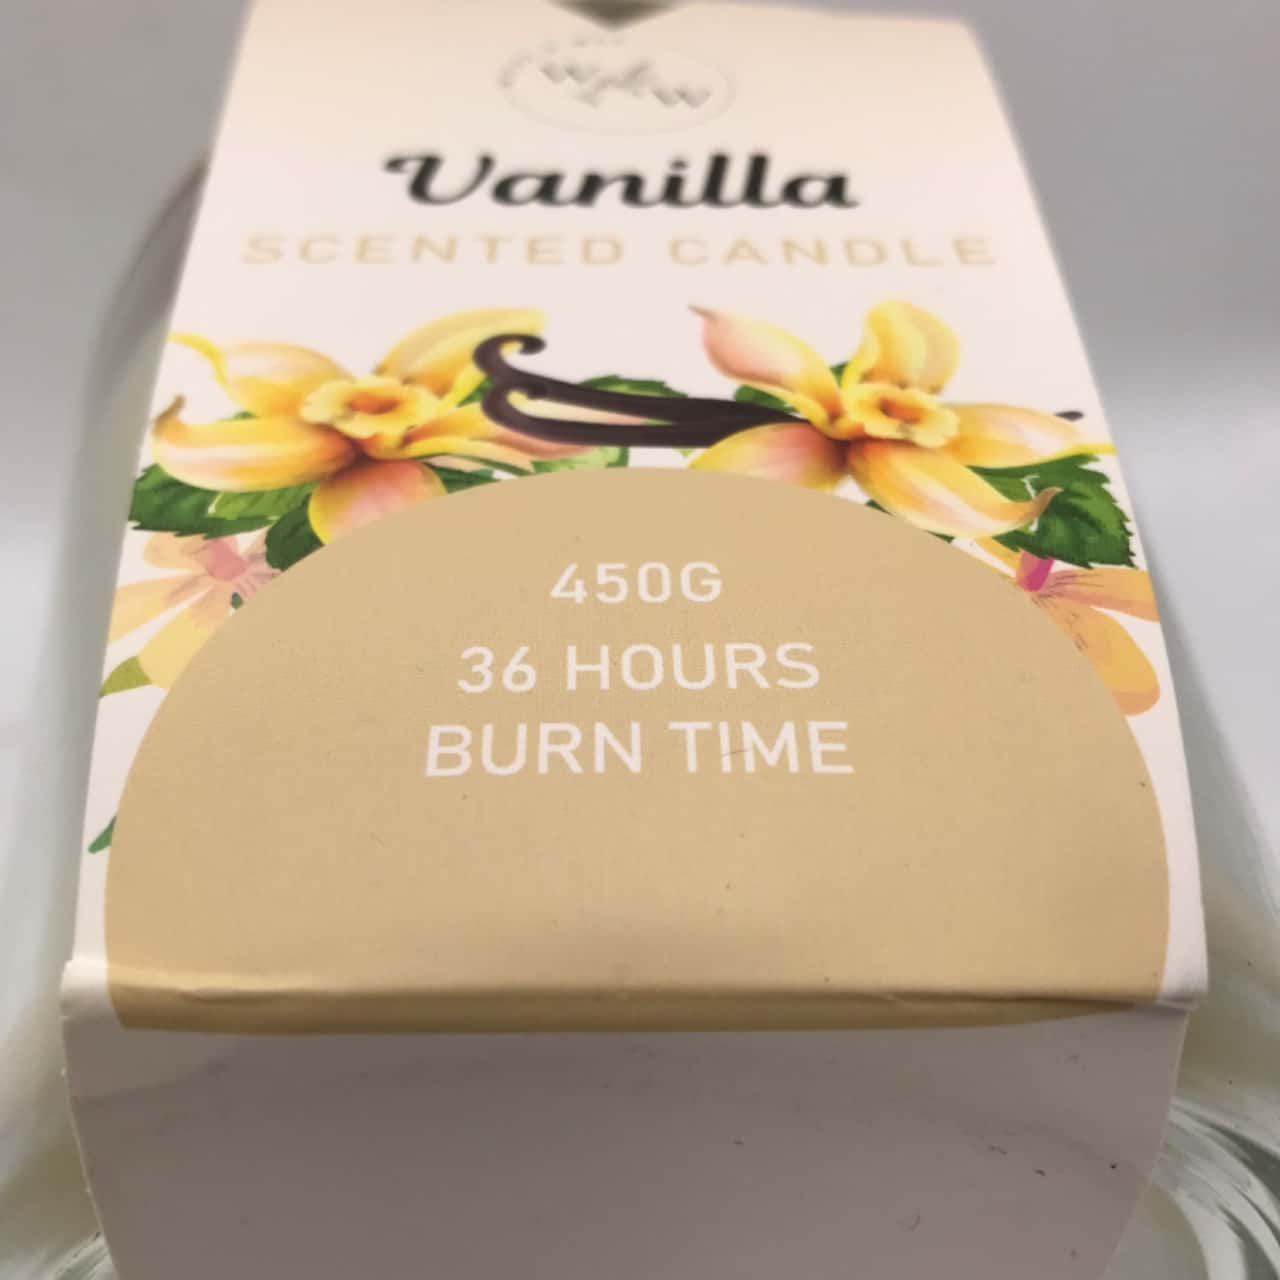 Vanilla
SCENTED CANDLE
450G
36 HOURS
BURN TIME